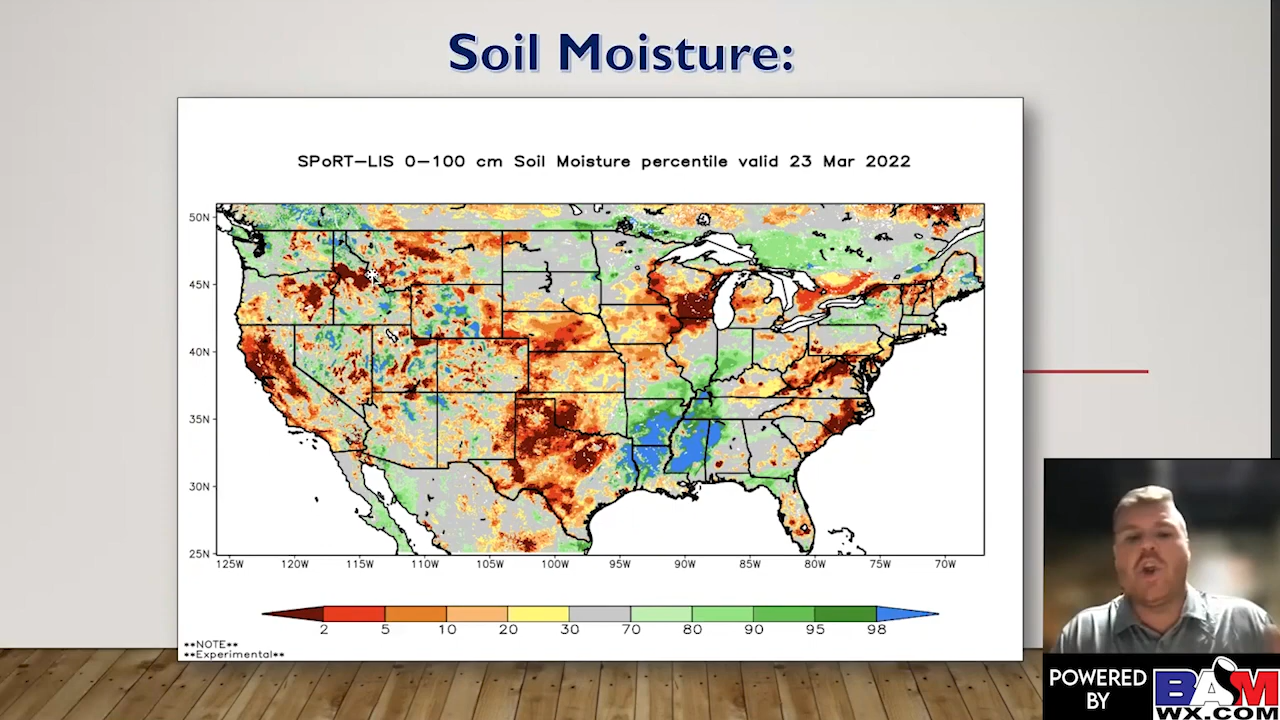 Soil Moisture:
SPoRT-LIS 0-100 cm Soil Moisture percentile valid 23 Mar 2022
50N
45N
40N
35N
30N
25N
125W 120W 115W 110W 105W 100W 95W 90W 85W 80W 75W 70W
2 5 10 20 30 70 80 90 95 98
**NOTE**
**Experimental**
POWERED
BY
BAM
WX.COM